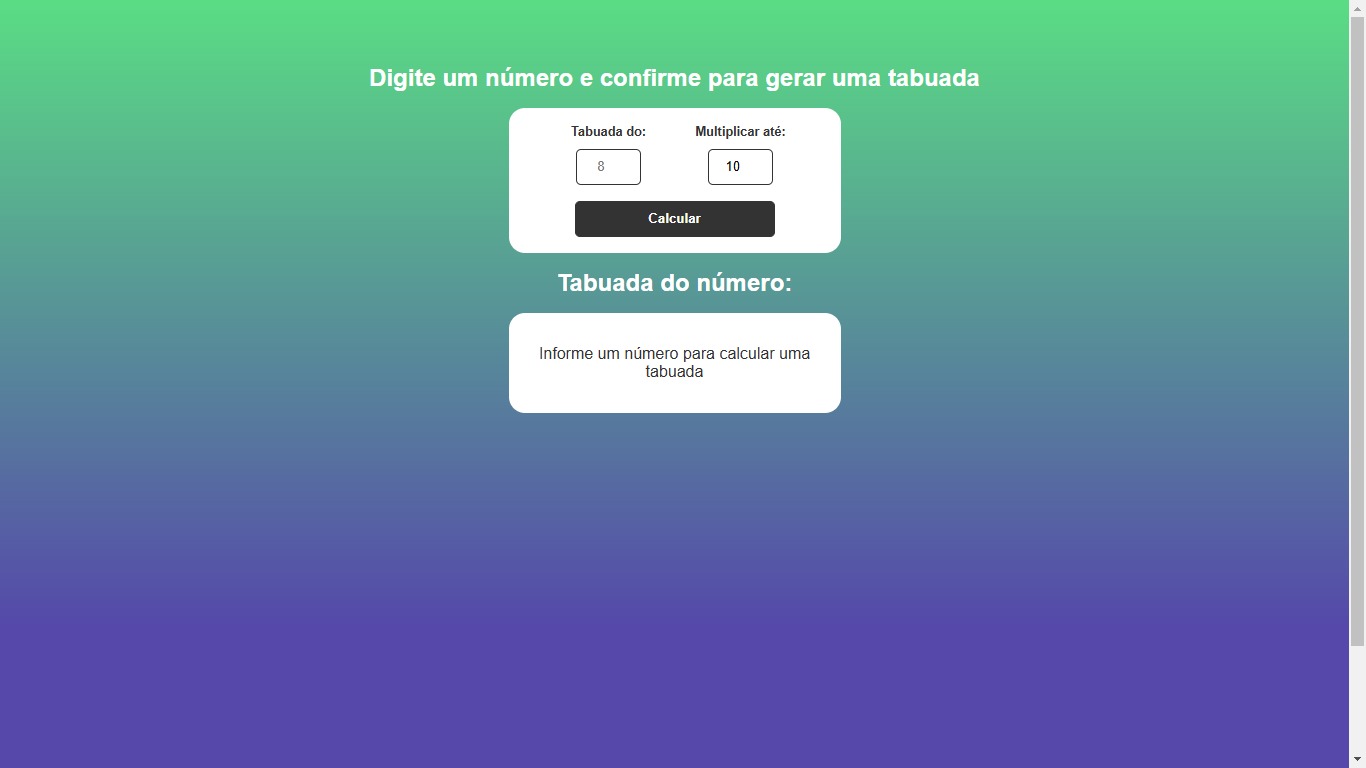 Digite um número e confirme para gerar uma tabuada
Tabuada do: Multiplicar até:
8 10
Calcular
Tabuada do número:
Informe um número para calcular uma
tabuada